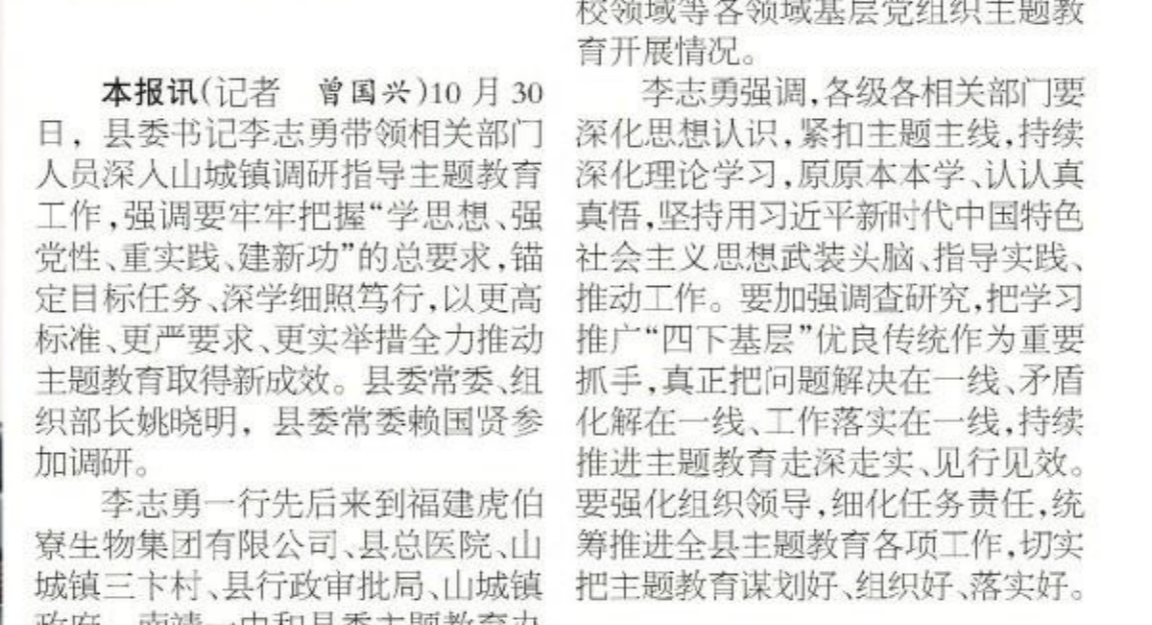 本报讯(记者　曾国兴)10 月 30
日，县委书记李志勇带领相关部门
人员深入山城镇调研指导主题教育
工作,强调要牢牢把握“学思想、强
党性、重实践、建新功”的总要求,锚
定目标任务、深学细照笃行,以更高
标准、更严要求、更实举措全力推动
主题教育取得新成效。县委常委、组
织部长姚晓明，县委常委赖国贤参
加调研。
李志勇一行先后来到福建虎伯
寮生物集团有限公司、县总医院、山
城镇三卞村、县行政审批局、山城镇
政府、南靖一中和县委主题教育办
校领域等各领域基层党组织主题教
育开展情况。
李志勇强调,各级各相关部门要
深化思想认识,紧扣主题主线,持续
深化理论学习,原原本本学、认认真
真悟,坚持用习近平新时代中国特色
社会主义思想武装头脑、指导实践、
推动工作。要加强调查研究,把学习
推广“四下基层”优良传统作为重要
抓手,真正把问题解决在一线、矛盾
化解在一线、工作落实在一线,持续
推进主题教育走深走实、见行见效。
要强化组织领导,细化任务责任,统
筹推进全县主题教育各项工作,切实
把主题教育谋划好、组织好、落实好。